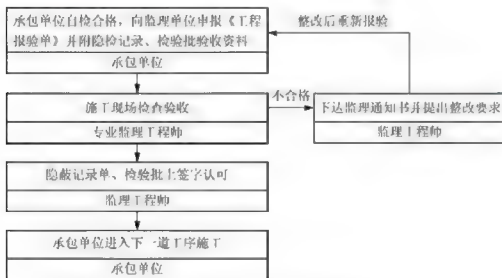 承包单位自检合格，向监理单位申报《工程
报验单》并附隐检记录、检验批验收资料
承包单位
整改后重新报验
施工现场检查验收
专业监理工程师
不合格
下达监理通知书并提出整改要求
监理工程师
隐蔽记录单、检验批上签字认可
监理工程师
承包单位进入下一道工序施工
承包单位